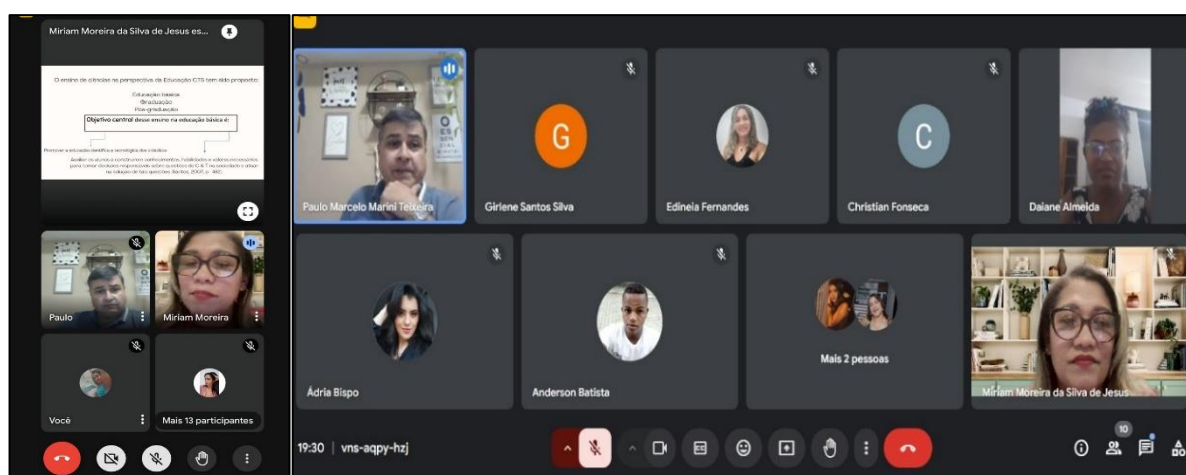 Miriam Moreira da Silva de Jesus es...
O ensino de ciências na perspectiva da Educação CTS tem sido proposto:
Educação básica
Graduação
Pós-graduação
Objetivo central desse ensino na educação básica é:
Promover a educação científica e tecnológica dos cidadãos
Auxiliar os alunos a construírem conhecimentos, habilidades e valores necessários
para tomar decisões responsáveis sobre questões de C & T na sociedade e atuar
na solução de tais questões
Paulo
Miriam Moreira
Você
Mais 13 participantes
Paulo Marcelo Marini Teixeira
G
Girlene Santos Silva
Edineia Fernandes
C
Christian Fonseca
Daiane Almeida
Ádria Bispo
Anderson Batista
Mais 2 pessoas
Miriam Moreira da Silva de Jesus
19:30 | vns-aqpy-hzj
10